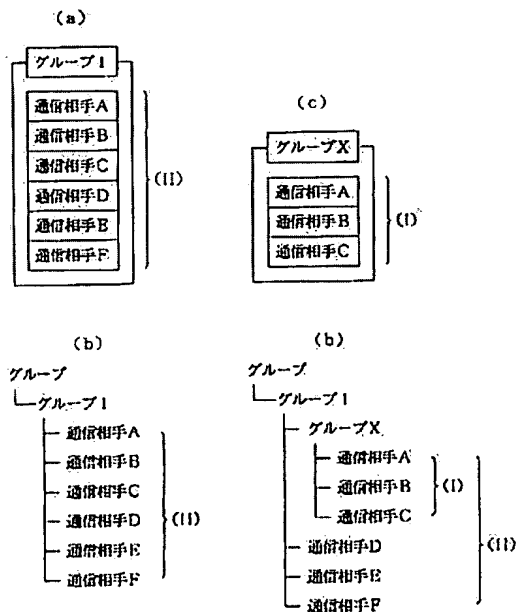 (a)
グループ1
通信相手A
通信相手B
通信相手C
通信相手D
通信相手E
通信相手F
(II)
(c)
グループX
通信相手A
通信相手B
通信相手C
(I)
(b)
グループ
グループ1
通信相手A
通信相手B
通信相手C
通信相手D
通信相手E
通信相手F
(II)
(b)
グループ
グループ1
グループX
通信相手A
通信相手B
通信相手C
(I)
通信相手D
通信相手E
通信相手F
(II)